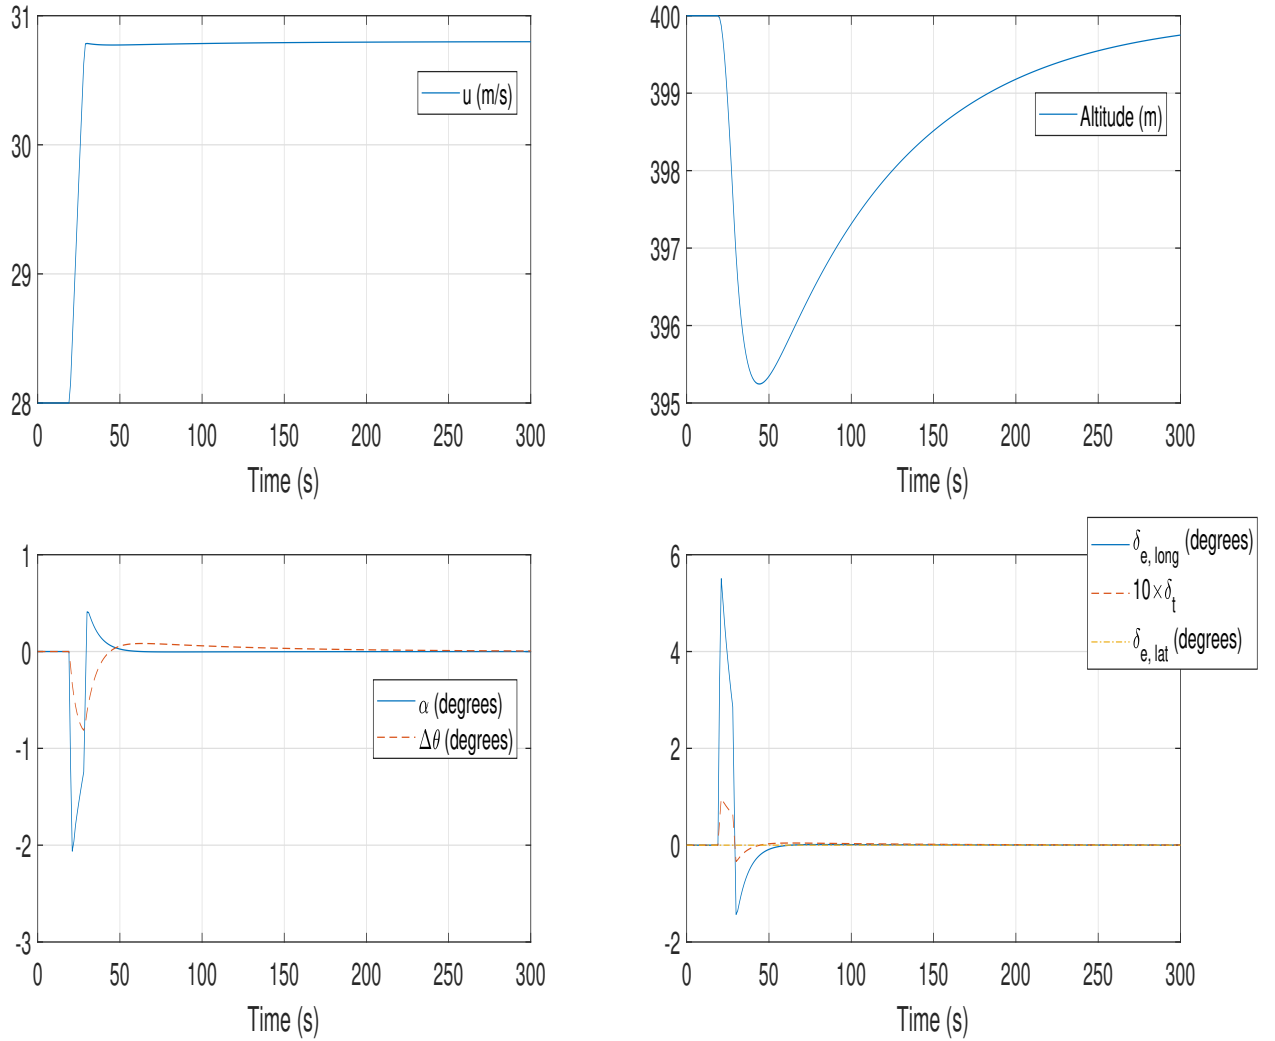 31
30
29
28
0 50 100 150 200 250 300
Time (s)
u (m/s)
400
399
398
397
396
395
0 50 100 150 200 250 300
Time (s)
Altitude (m)
1
0
-1
-2
-3
0 50 100 150 200 250 300
Time (s)
α (degrees)
Δθ (degrees)
6
4
2
0
-2
0 50 100 150 200 250 300
Time (s)
δe, long (degrees)
10×δt
δe, lat (degrees)